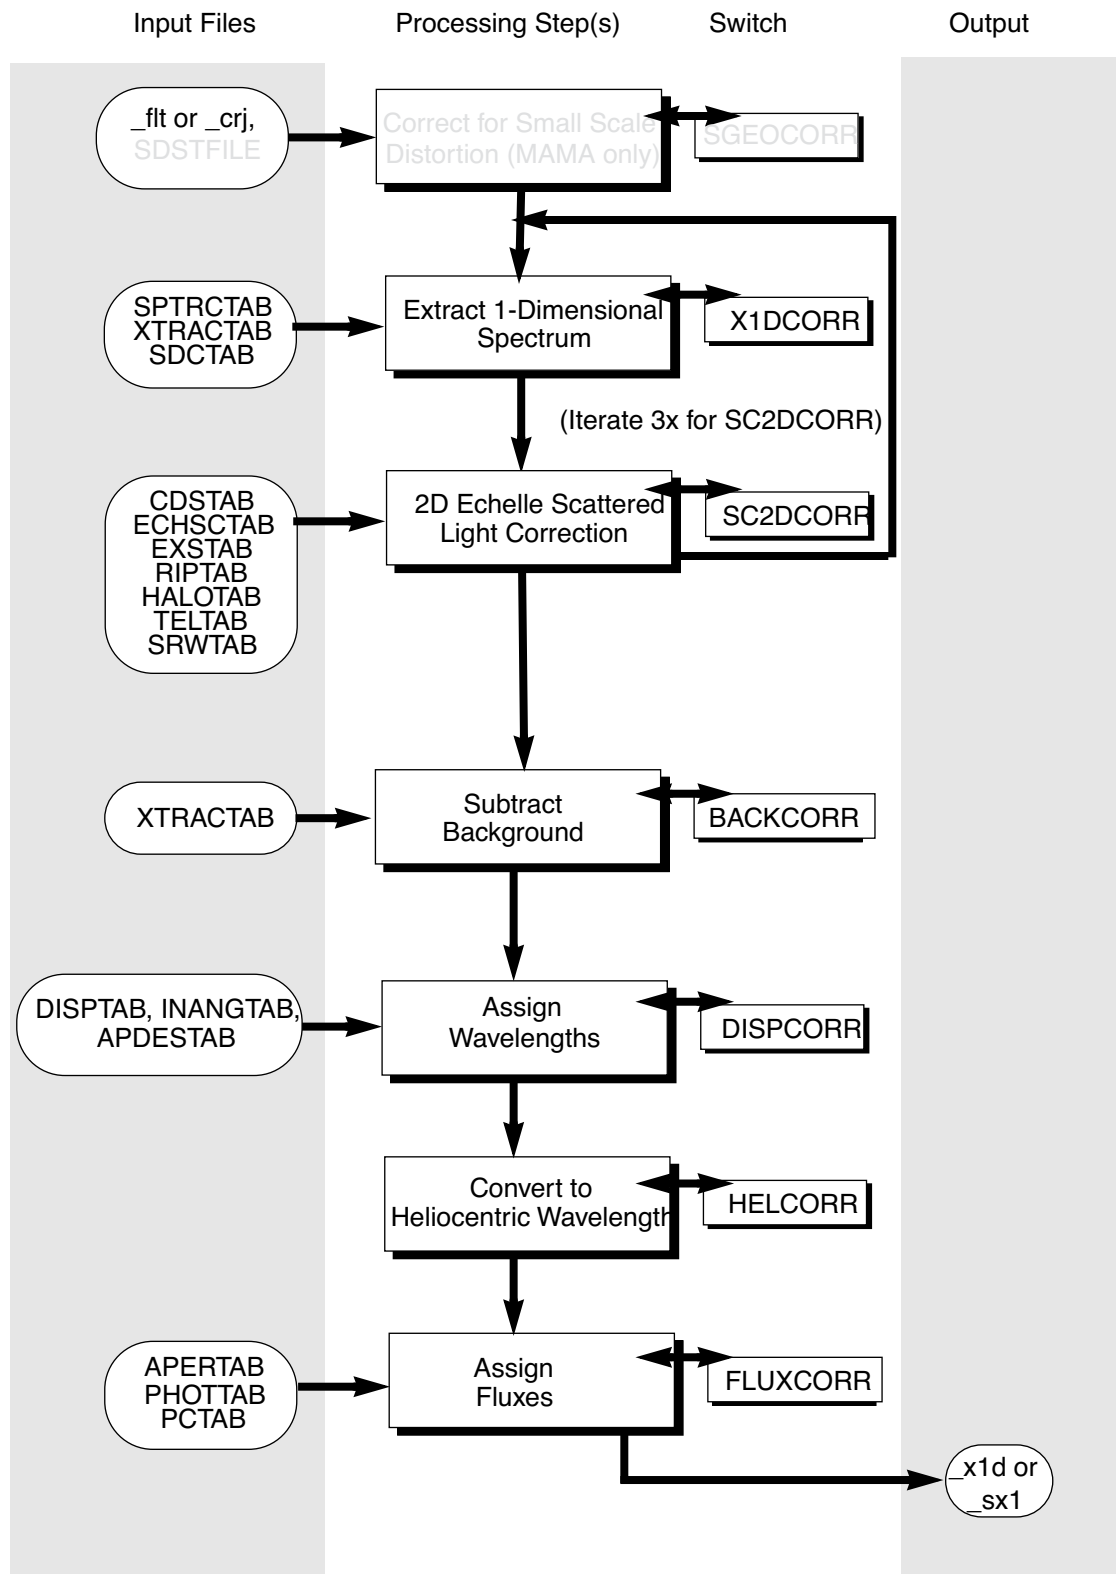 Input Files
Processing Step(s)
Switch
Output
_flt or _crj,
SDSTFILE
Correct for Small Scale
Distortion (MAMA only)
SGEOCORR
SPTRCTAB
XTRACTAB
SDCTAB
Extract 1-Dimensional
Spectrum
X1DCORR
(Iterate 3x for SC2DCORR)
CDSTAB
ECHSCTAB
EXSTAB
RIPTAB
HALOTAB
TELTAB
SRWTAB
2D Echelle Scattered
Light Correction
SC2DCORR
XTRACTAB
Subtract
Background
BACKCORR
DISPTAB, INANGTAB,
APDESTAB
Assign
Wavelengths
DISPCORR
Convert to
Heliocentric Wavelength
HELCORR
APERTAB
PHOTTAB
PCTAB
Assign
Fluxes
FLUXCORR
_x1d or
_sx1